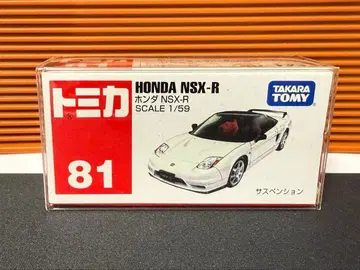 トミカ
81
HONDA NSX-R
ホンダ NSX-R
SCALE 1/59
TAKARA
TOMY
サスペンション